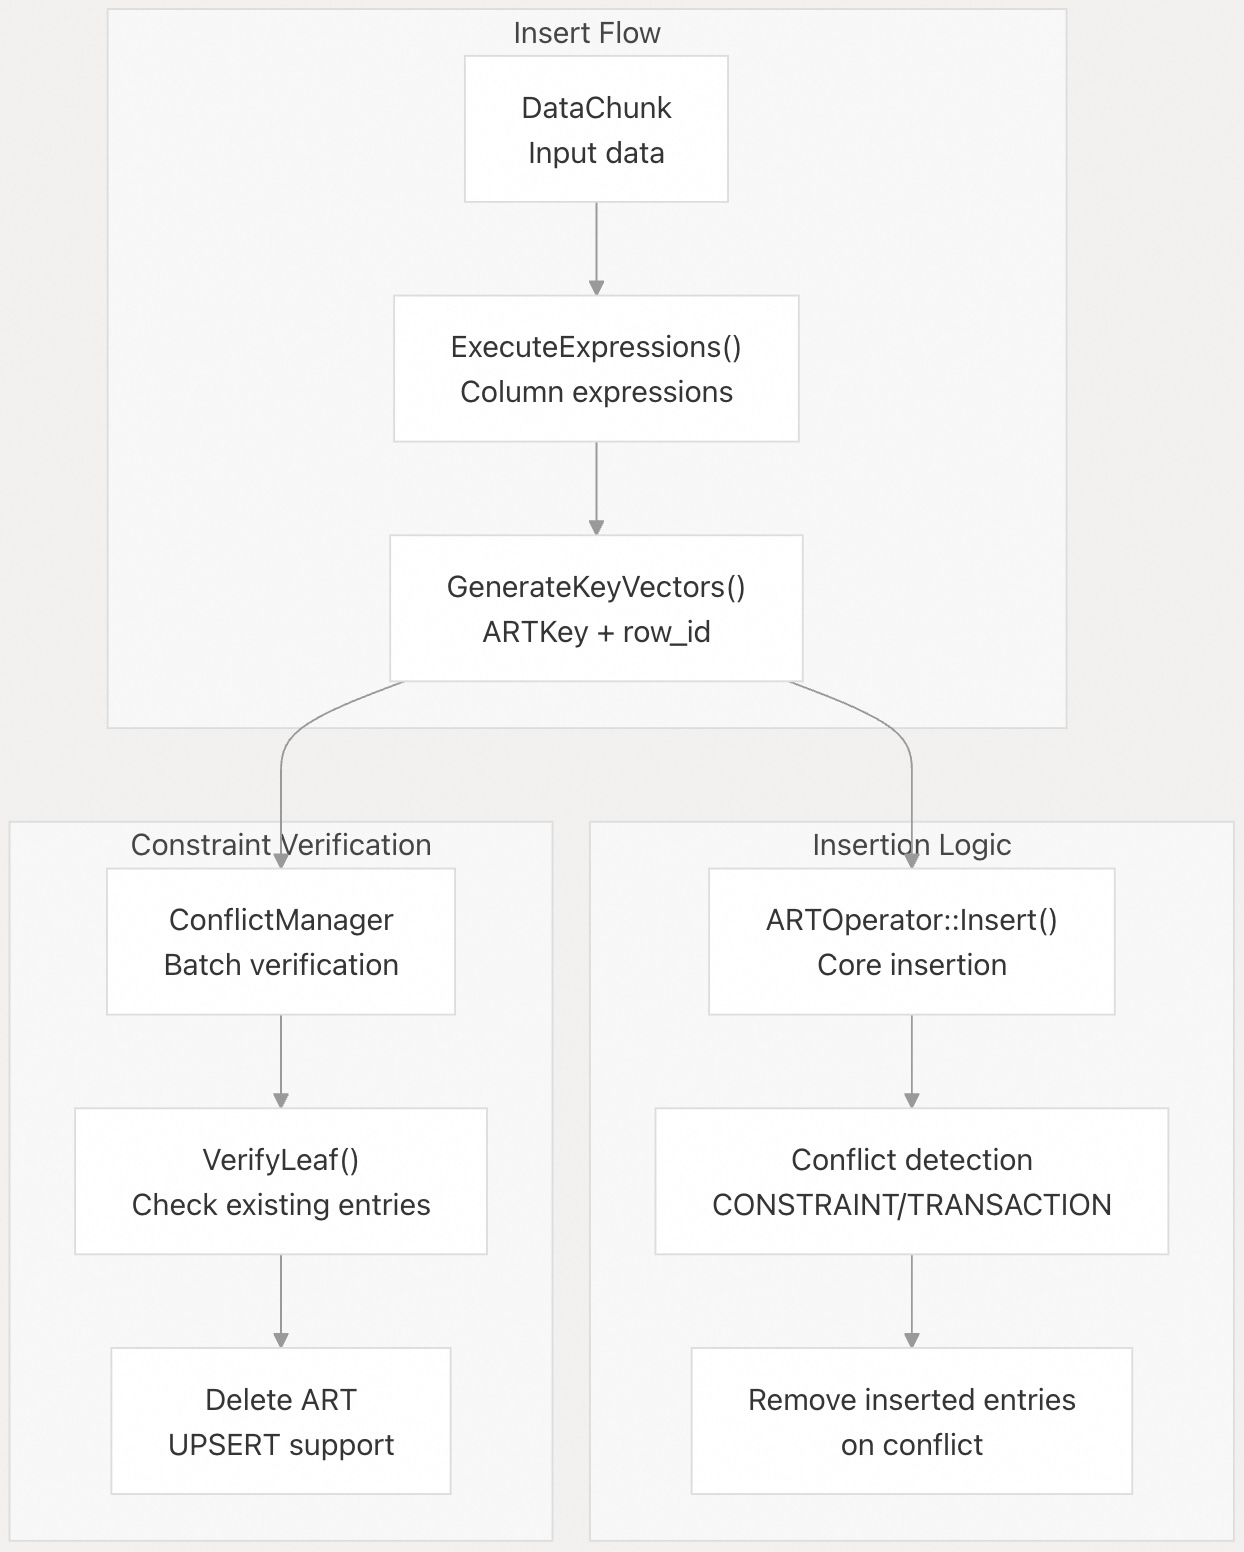 Insert Flow
DataChunk
Input data
ExecuteExpressions()
Column expressions
GenerateKeyVectors()
ARTKey + row_id
Constraint Verification
ConflictManager
Batch verification
VerifyLeaf()
Check existing entries
Delete ART
UPSERT support
Insertion Logic
ARTOperator::Insert()
Core insertion
Conflict detection
CONSTRAINT/TRANSACTION
Remove inserted entries
on conflict